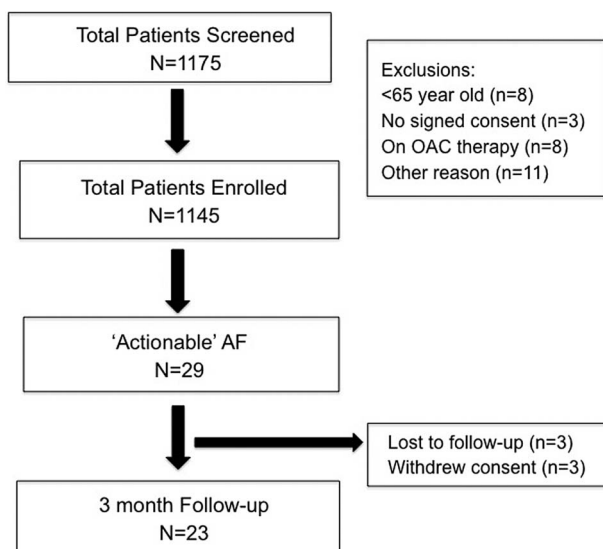 Total Patients Screened
N=1175
Exclusions:
<65 year old (n=8)
No signed consent (n=3)
On OAC therapy (n=8)
Other reason (n=11)
Total Patients Enrolled
N=1145
‘Actionable’ AF
N=29
Lost to follow-up (n=3)
Withdrew consent (n=3)
3 month Follow-up
N=23